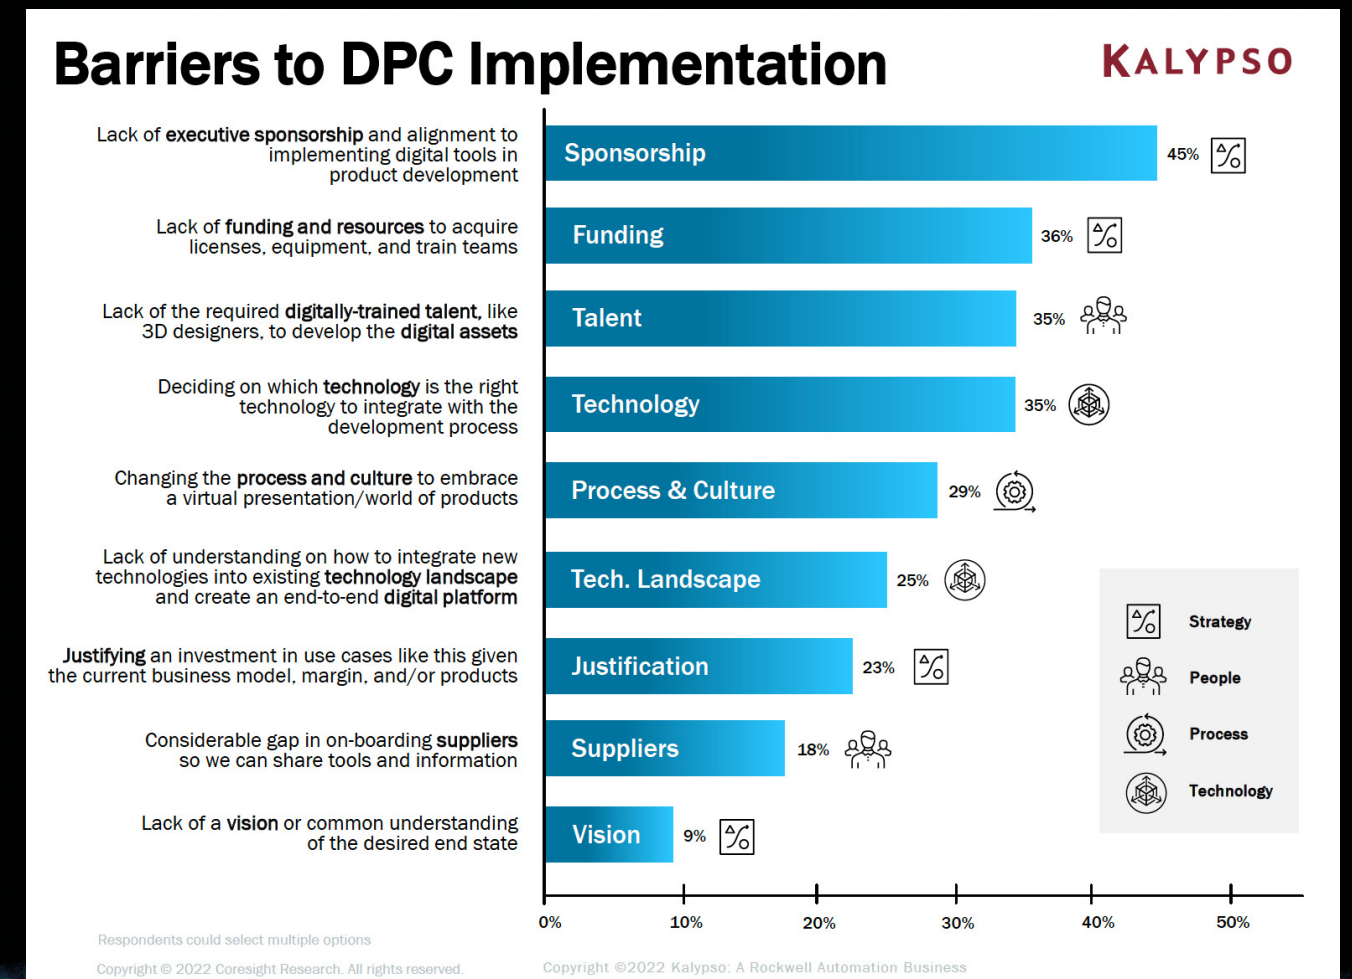 Barriers to DPC Implementation
KALYPSO
Lack of executive sponsorship and alignment to
implementing digital tools in
product development
Sponsorship
45%
Lack of funding and resources to acquire
licenses, equipment, and train teams
Funding
36%
Lack of the required digitally-trained talent, like
3D designers, to develop the digital assets
Talent
35%
Deciding on which technology is the right
technology to integrate with the
development process
Technology
35%
Changing the process and culture to embrace
a virtual presentation/world of products
Process & Culture
29%
Lack of understanding on how to integrate new
technologies into existing technology landscape
and create an end-to-end digital platform
Tech. Landscape
25%
Justifying an investment in use cases like this given
the current business model, margin, and/or products
Justification
23%
Considerable gap in on-boarding suppliers
so we can share tools and information
Suppliers
18%
Lack of a vision or common understanding
of the desired end state
Vision
9%
Strategy
People
Process
Technology
0% 10% 20% 30% 40% 50%
Respondents could select multiple options
Copyright © 2022 Coresight Research. All rights reserved.
Copyright ©2022 Kalypso: A Rockwell Automation Business